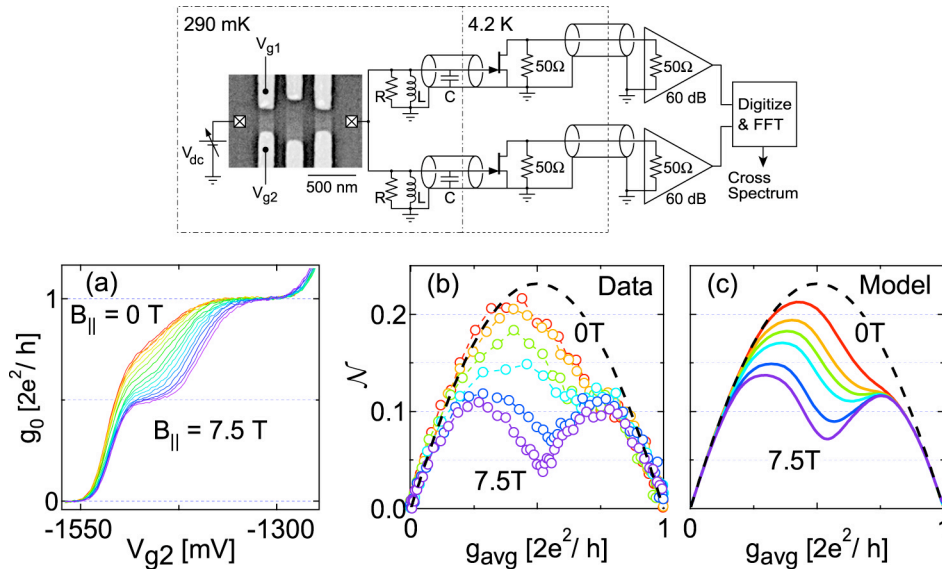 290 mK
4.2 K
V_g1
V_dc
V_g2
500 nm
R
L
C
50Ω
50Ω
60 dB
R
L
C
50Ω
50Ω
60 dB
Digitize
& FFT
Cross
Spectrum
(a)
B_|| = 0 T
B_|| = 7.5 T
g_0 [2e²/ h]
1
0
-1550
-1300
V_g2 [mV]
(b)
Data
0T
7.5T
𝒩
0.2
0.1
0.0
0
1
g_avg [2e²/ h]
(c)
Model
0T
7.5T
0
1
g_avg [2e²/ h]